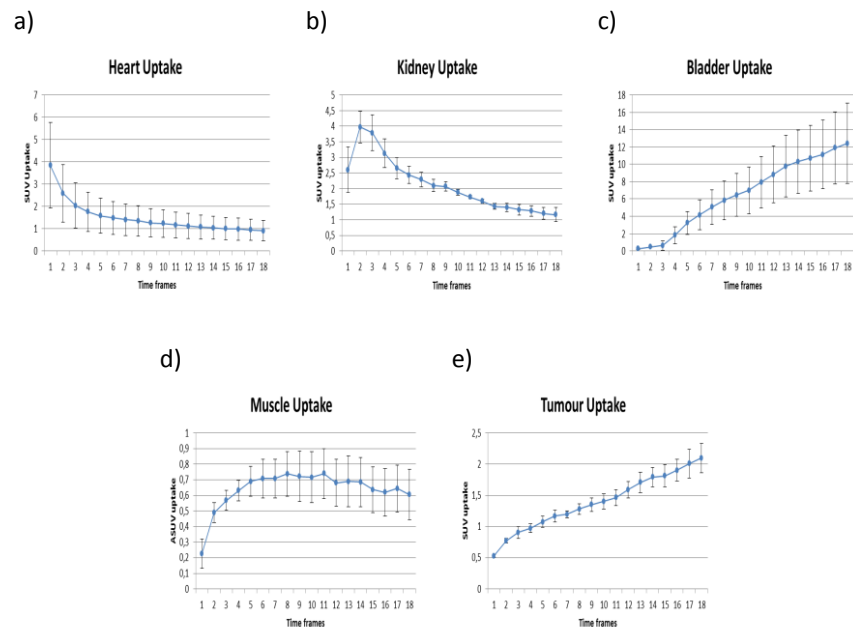 a)
b)
c)
Heart Uptake
7
6
5
4
3
2
1
0
SUV Uptake
1 2 3 4 5 6 7 8 9 10 11 12 13 14 15 16 17 18
Time frames
Kidney Uptake
5
4,5
4
3,5
3
2,5
2
1,5
1
0,5
0
SUV uptake
1 2 3 4 5 6 7 8 9 10 11 12 13 14 15 16 17 18
Time frames
Bladder Uptake
18
16
14
12
10
8
6
4
2
0
SUV uptake
1 2 3 4 5 6 7 8 9 10 11 12 13 14 15 16 17 18
Time frames
d)
e)
Muscle Uptake
1
0,9
0,8
0,7
0,6
0,5
0,4
0,3
0,2
0,1
0
ASUV uptake
1 2 3 4 5 6 7 8 9 10 11 12 13 14 15 16 17 18
Time frames
Tumour Uptake
2,5
2
1,5
1
0,5
0
SUV uptake
1 2 3 4 5 6 7 8 9 10 11 12 13 14 15 16 17 18
Time frames